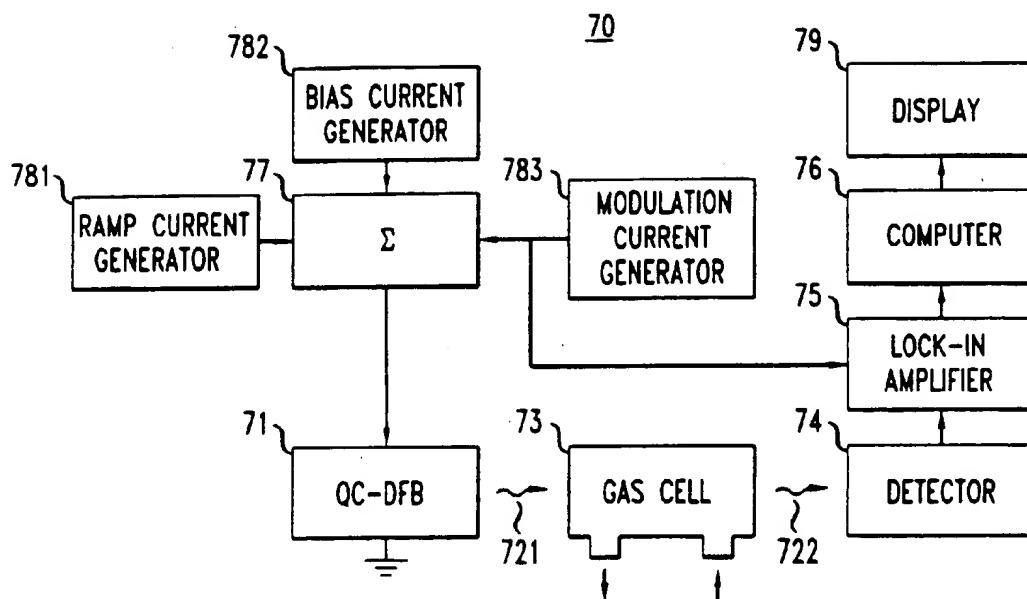 70
782
BIAS CURRENT
GENERATOR
79
DISPLAY
781
RAMP CURRENT
GENERATOR
77
Σ
783
MODULATION
CURRENT
GENERATOR
76
COMPUTER
75
LOCK-IN
AMPLIFIER
71
QC-DFB
721
73
GAS CELL
722
74
DETECTOR